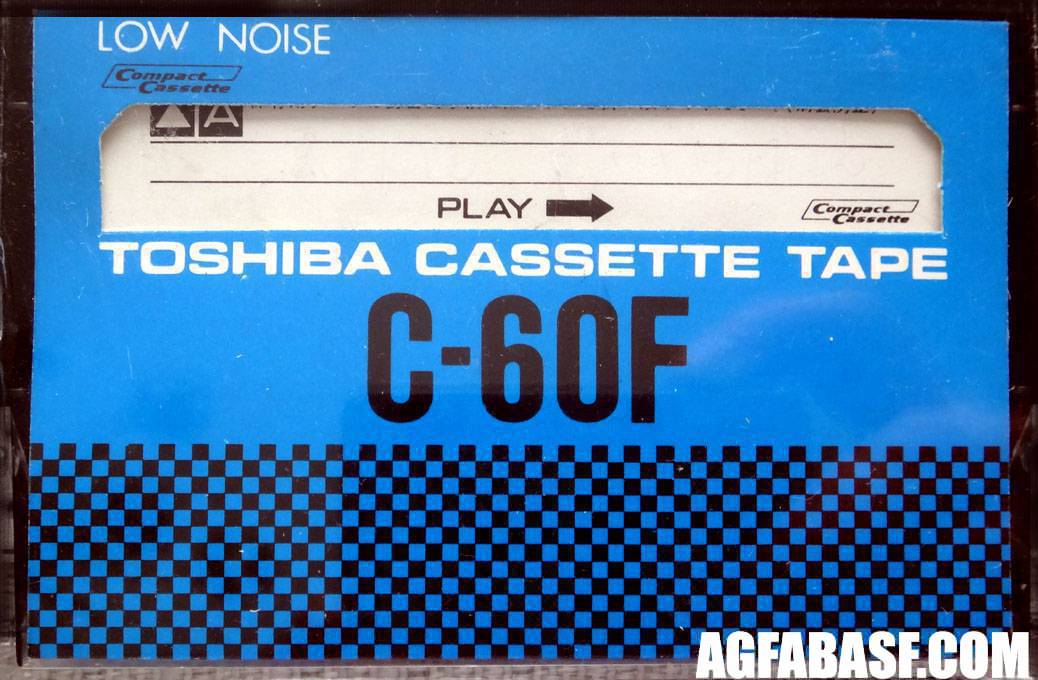 LOW NOISE
Compact
Cassette
A
PLAY
Compact
Cassette
TOSHIBA CASSETTE TAPE
C-60F
AGFABASF.COM